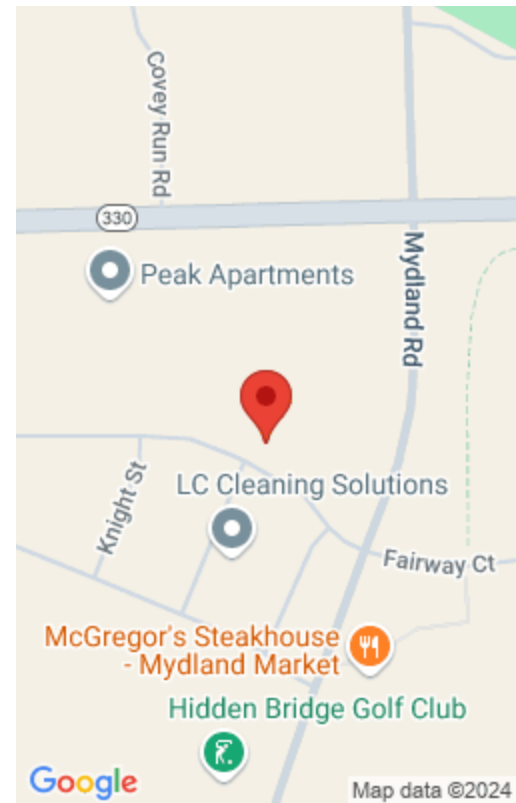 Covey Run Rd
330
Peak Apartments
Mydland Rd
LC Cleaning Solutions
Knight St
Fairway Ct
McGregor's Steakhouse
- Mydland Market
Hidden Bridge Golf Club
Google
Map data ©2024